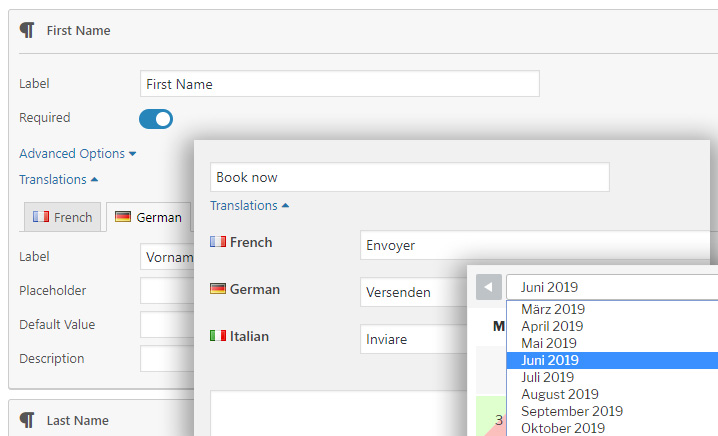 First Name
Label First Name
Required
Advanced Options
Translations
French German
Label
Placeholder
Default Value
Description
Last Name
Book now
Translations
French Envoyer
German Versenden
Italian Inviare
Juni 2019
März 2019
April 2019
Mai 2019
Juni 2019
Juli 2019
August 2019
September 2019
Oktober 2019
M
3